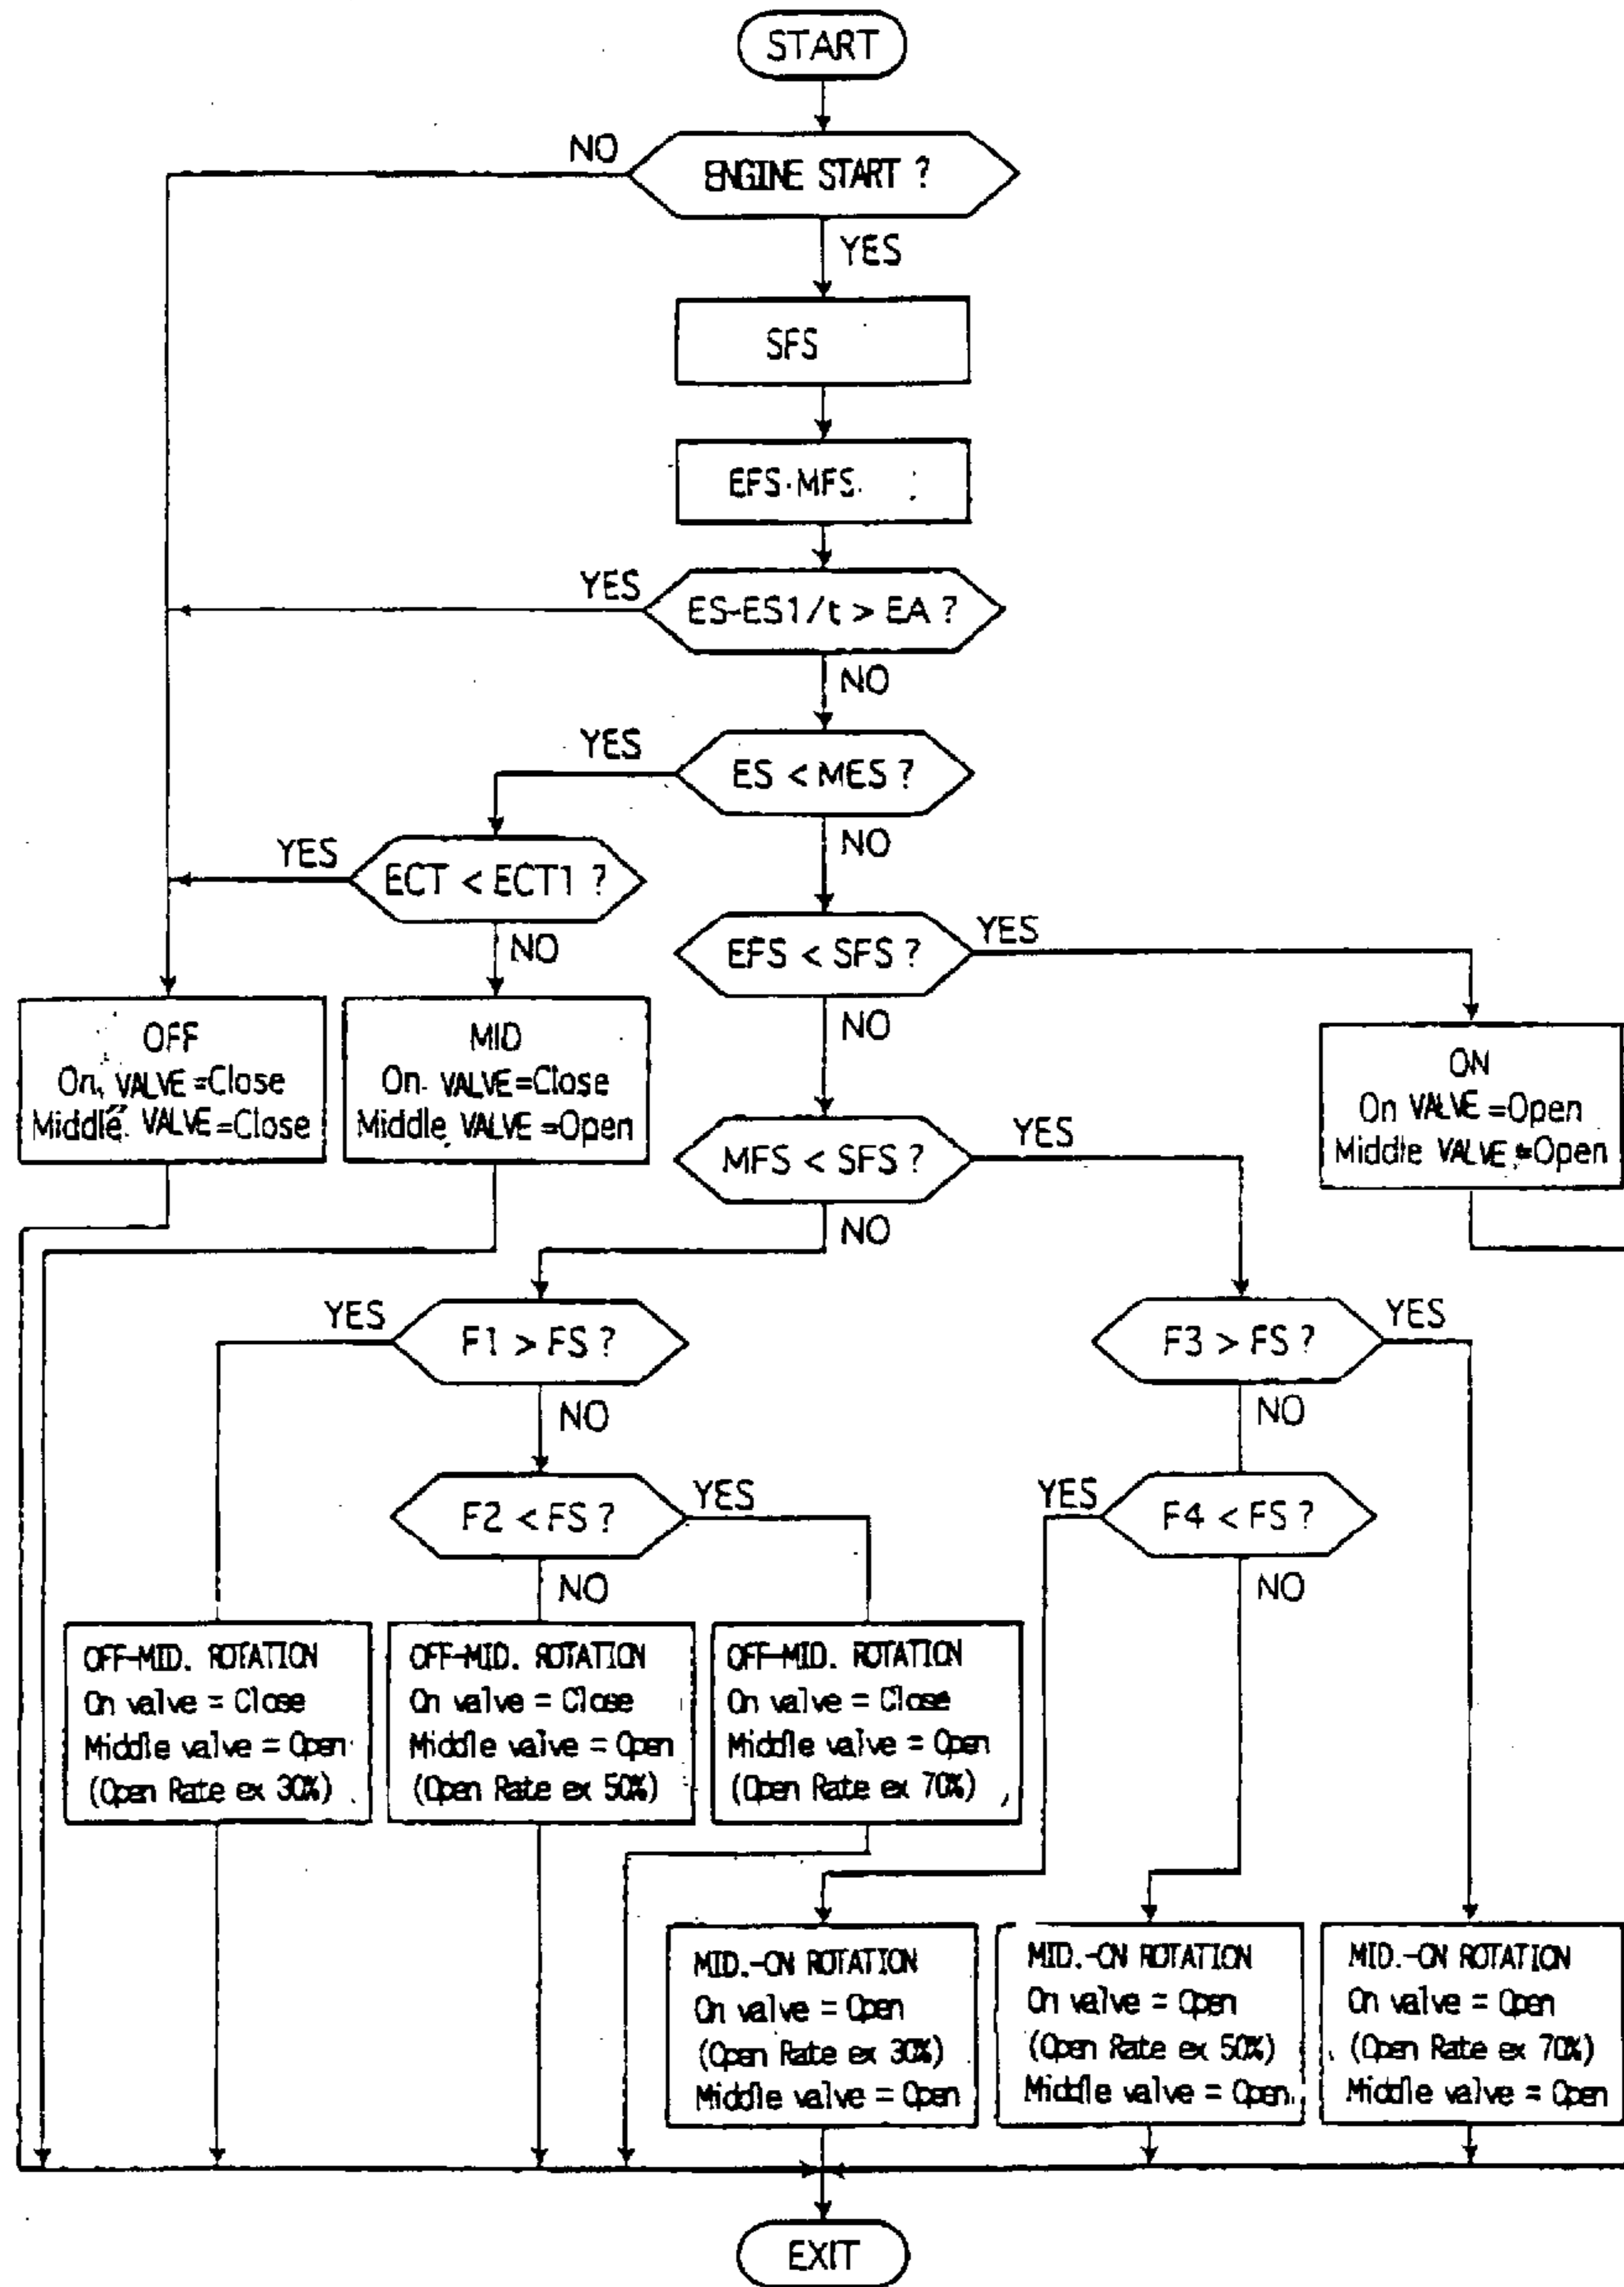 START
NO
ENGINE START ?
YES
SFS
EFS·MFS.
YES
ES-ES1/t > EA ?
NO
YES
ES < MES ?
NO
YES
ECT < ECT1 ?
NO
EFS < SFS ?
YES
NO
OFF
On, VALVE =Close
Middle. VALVE =Close
MID
On. VALVE =Close
Middle, VALVE =Open
ON
On VALVE =Open
Middle VALVE =Open
MFS < SFS ?
YES
NO
YES
F1 > FS ?
NO
F3 > FS ?
YES
NO
F2 < FS ?
YES
NO
YES
F4 < FS ?
NO
OFF-MID. ROTATION
On valve = Close
Middle valve = Open
(Open Rate ex 30%)
OFF-MID. ROTATION
On valve = Close
Middle valve = Open
(Open Rate ex 50%)
OFF-MID. ROTATION
On valve = Close
Middle valve = Open
(Open Rate ex 70%)
MID.-ON ROTATION
On valve = Open
(Open Rate ex 30%)
Middle valve = Open
MID.-ON ROTATION
On valve = Open
(Open Rate ex 50%)
Middle valve = Open
MID.-ON ROTATION
On valve = Open
(Open Rate ex 70%)
Middle valve = Open
EXIT